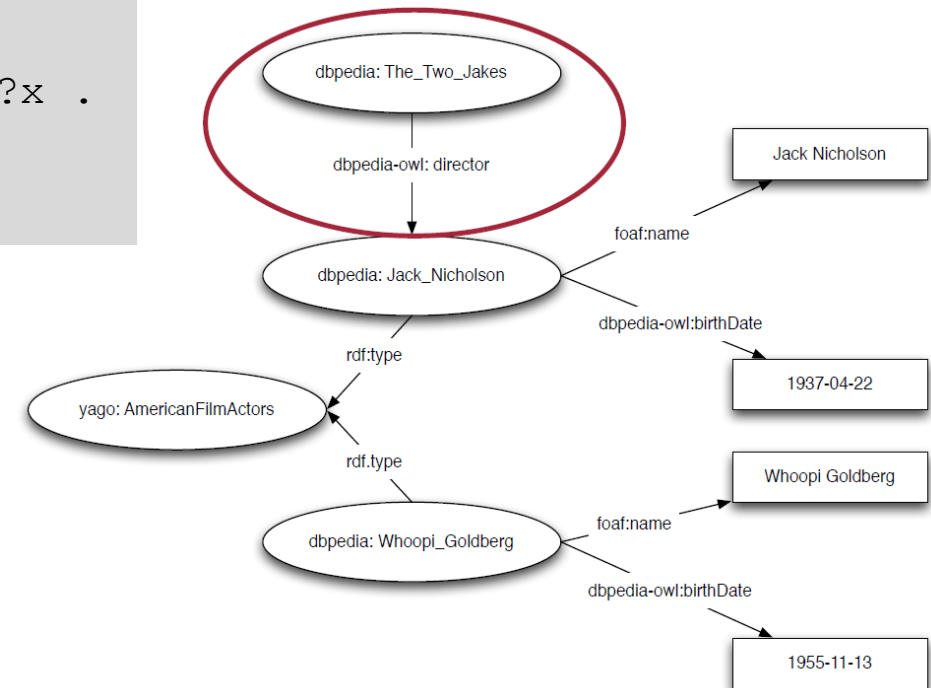 ?x .
dbpedia: The_Two_Jakes
dbpedia-owl: director
Jack Nicholson
foaf:name
dbpedia: Jack_Nicholson
dbpedia-owl:birthDate
rdf:type
1937-04-22
yago: AmericanFilmActors
rdf.type
Whoopi Goldberg
foaf:name
dbpedia: Whoopi_Goldberg
dbpedia-owl:birthDate
1955-11-13